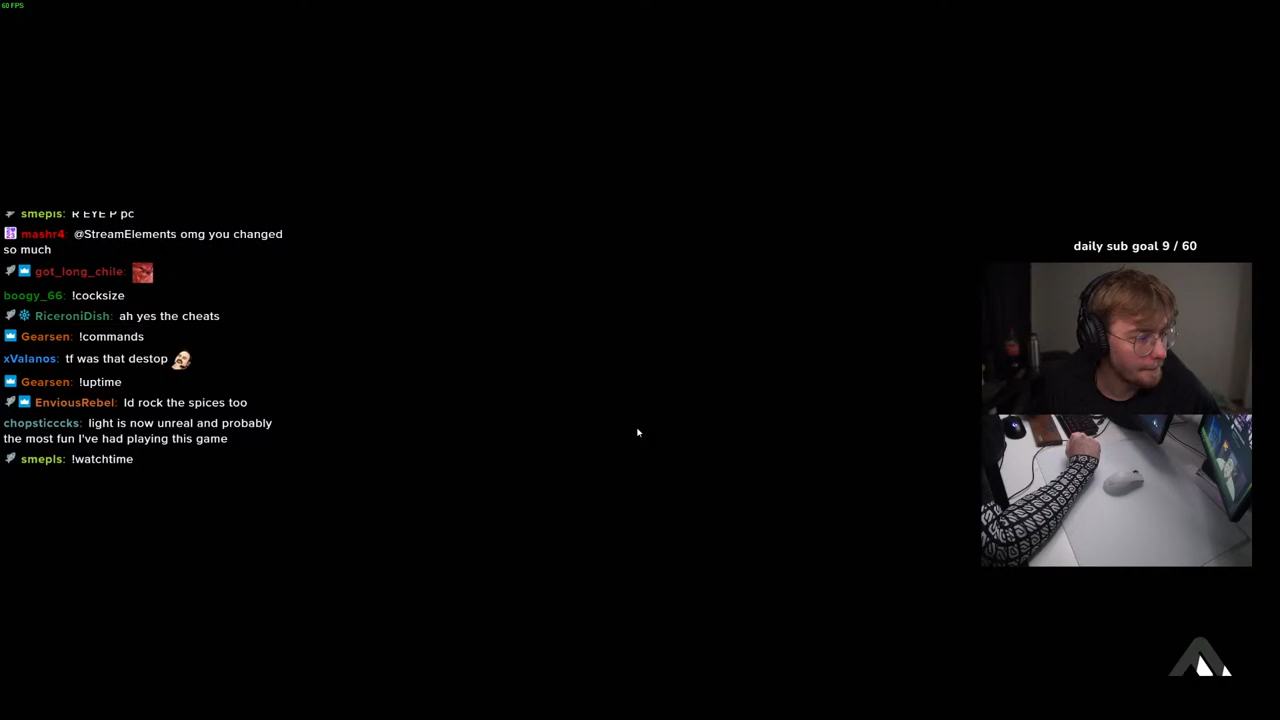 60 FPS
smepls: R EYE P pc
mashr4: @StreamElements omg you changed
so much
got_long_chile:
boogy_66: !cocksize
RiceroniDish: ah yes the cheats
Gearsen: !commands
xValanos: tf was that destop
Gearsen: !uptime
EnviousRebel: Id rock the spices too
chopsticccks: light is now unreal and probably
the most fun I've had playing this game
smepls: !watchtime
daily sub goal 9 / 60